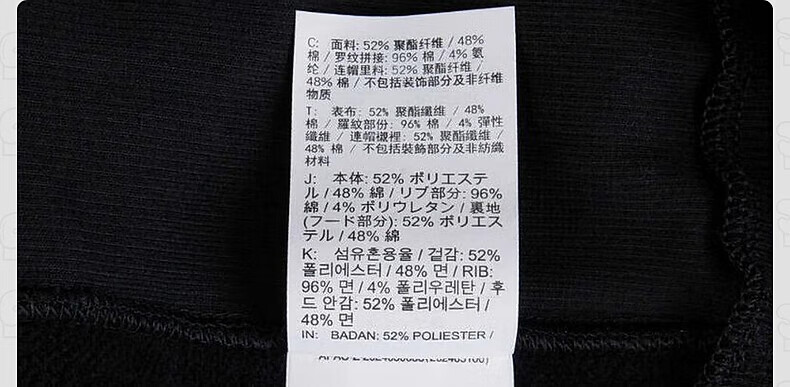 C: 面料: 52% 聚酯纤维 / 48%
棉 / 罗纹拼接: 96% 棉 / 4% 氨
纶 / 连帽里料: 52% 聚酯纤维 /
48% 棉 / 不包括装饰部分及非纤维
物质
T: 表布: 52% 聚酯纖維 / 48%
棉 / 羅紋部份: 96% 棉 / 4% 彈性
纖維 / 連帽襯裡: 52% 聚酯纖維 /
48% 棉 / 不包括裝飾部分及非紡織
材料
J: 本体: 52% ポリエステ
ル / 48% 綿 / リブ部分: 96%
綿 / 4% ポリウレタン / 裏地
(フード部分): 52% ポリエス
テル / 48% 綿
K: 섬유혼용율 / 겉감: 52%
폴리에스터 / 48% 면 / RIB:
96% 면 / 4% 폴리우레탄 / 후
드 안감: 52% 폴리에스터 /
48% 면
IN: BADAN: 52% POLIESTER /